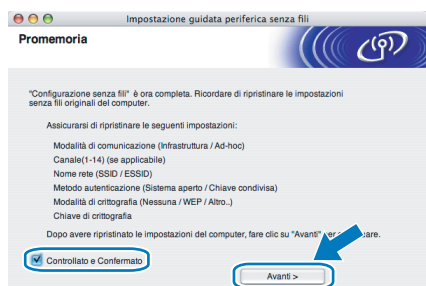 Impostazione guidata periferica senza fili
Promemoria
"Configurazione senza fili" è ora completa. Ricordare di ripristinare le impostazioni
senza fili originali del computer.
Assicurarsi di ripristinare le seguenti impostazioni:
Modalità di comunicazione (Infrastruttura / Ad-hoc)
Canale(1-14) (se applicabile)
Nome rete (SSID / ESSID)
Metodo autenticazione (Sistema aperto / Chiave condivisa)
Modalità di crittografia (Nessuna / WEP / Altro..)
Chiave di crittografia
Dopo avere ripristinato le impostazioni del computer, fare clic su "Avanti"
Controllato e Confermato
Avanti >